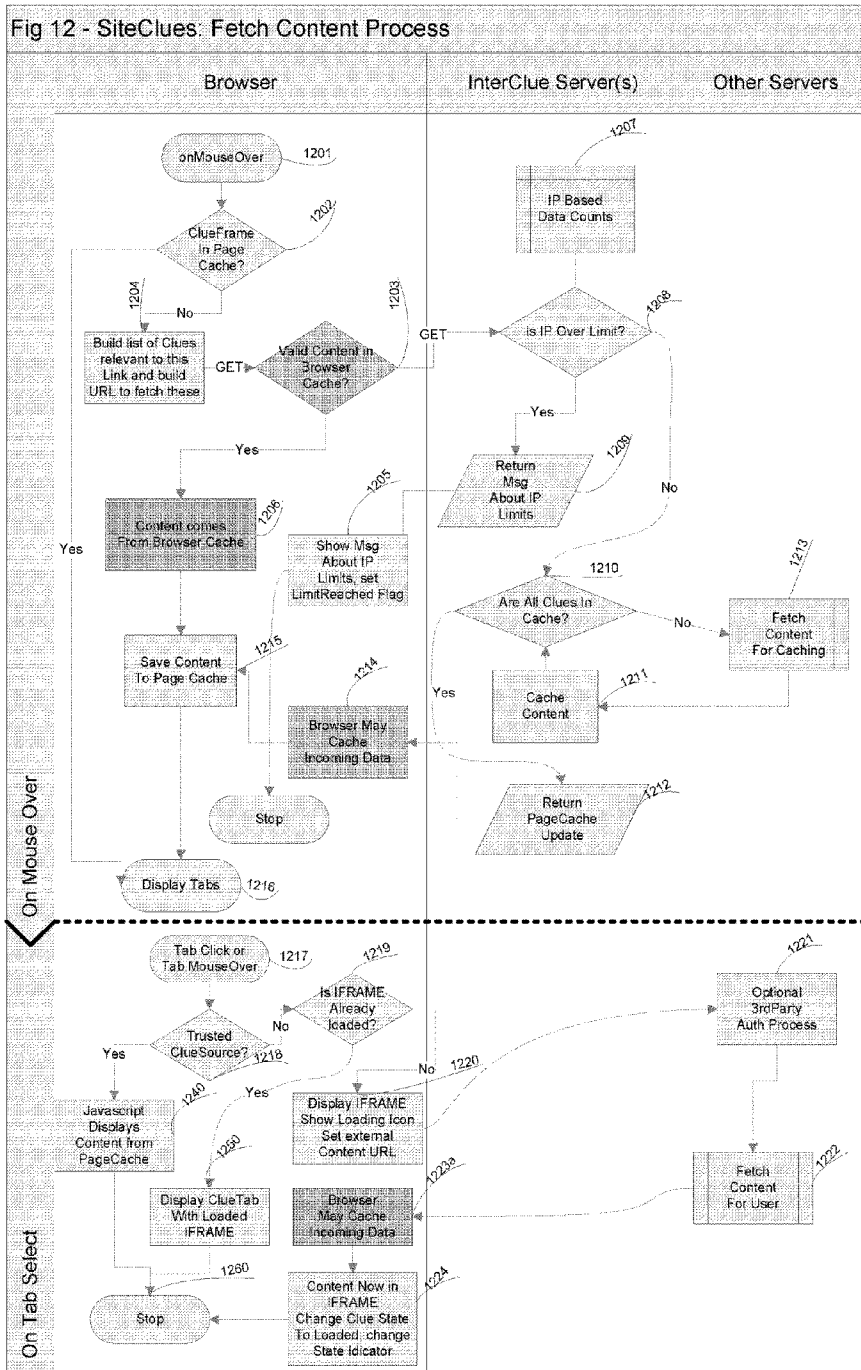 Fig 12 - SiteClues: Fetch Content Process
Browser
InterClue Server(s)
Other Servers
onMouseOver
1201
1207
IP Based
Data Counts
ClueFrame
In Page
Cache?
1202
1204
No
1203
1208
Build list of Clues
relevant to this
Link and build
URL to fetch these
GET
Valid Content in
Browser
Cache?
GET
Is IP Over Limit?
Yes
Yes
1205
1209
Return
Msg
About IP
Limits
No
Content comes
From Browser Cache
1206
Yes
Show Msg
About IP
Limits, set
LimitReached Flag
1210
1213
Are All Clues In
Cache?
No
Fetch
Content
For Caching
Save Content
To Page Cache
1215
1214
Yes
Cache
Content
1211
Browser May
Cache
Incoming Data
Stop
Return
PageCache
Update
1212
Display Tabs
1216
On Mouse Over
Tab Click or
Tab MouseOver
1217
1219
1221
Is IFRAME
Already
loaded?
Optional
3rdParty
Auth Process
Trusted
ClueSource?
No
1218
Yes
No
1220
1240
Yes
Javascript
Displays
Content from
PageCache
Display IFRAME
Show Loading Icon
Set external
Content URL
1250
1223a
1222
Display ClueTab
With Loaded
IFRAME
Browser
May Cache
Incoming Data
Fetch
Content
For User
1260
1224
Stop
Content Now in
IFRAME
Change Clue State
To Loaded, change
State Idicator
On Tab Select